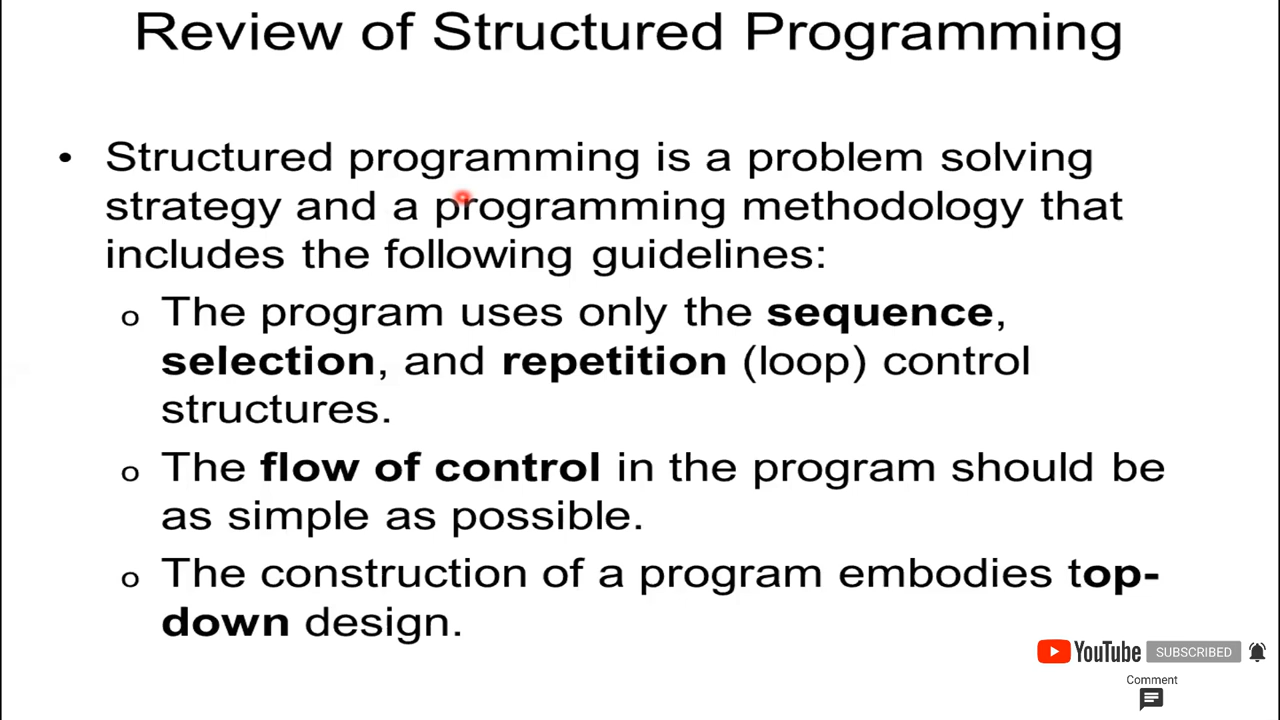 Review of Structured Programming
• Structured programming is a problem solving
strategy and a programming methodology that
includes the following guidelines:
o The program uses only the sequence,
selection, and repetition (loop) control
structures.
o The flow of control in the program should be
as simple as possible.
o The construction of a program embodies top-
down design.
YouTube SUBSCRIBED
Comment